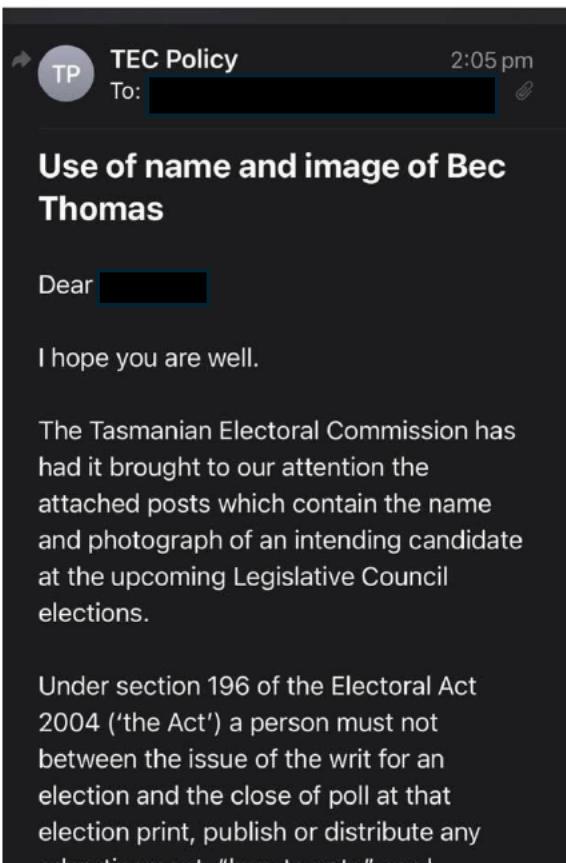 TP
TEC Policy
2:05 pm
To:
Use of name and image of Bec
Thomas
Dear
I hope you are well.
The Tasmanian Electoral Commission has
had it brought to our attention the
attached posts which contain the name
and photograph of an intending candidate
at the upcoming Legislative Council
elections.
Under section 196 of the Electoral Act
2004 (‘the Act’) a person must not
between the issue of the writ for an
election and the close of poll at that
election print, publish or distribute any